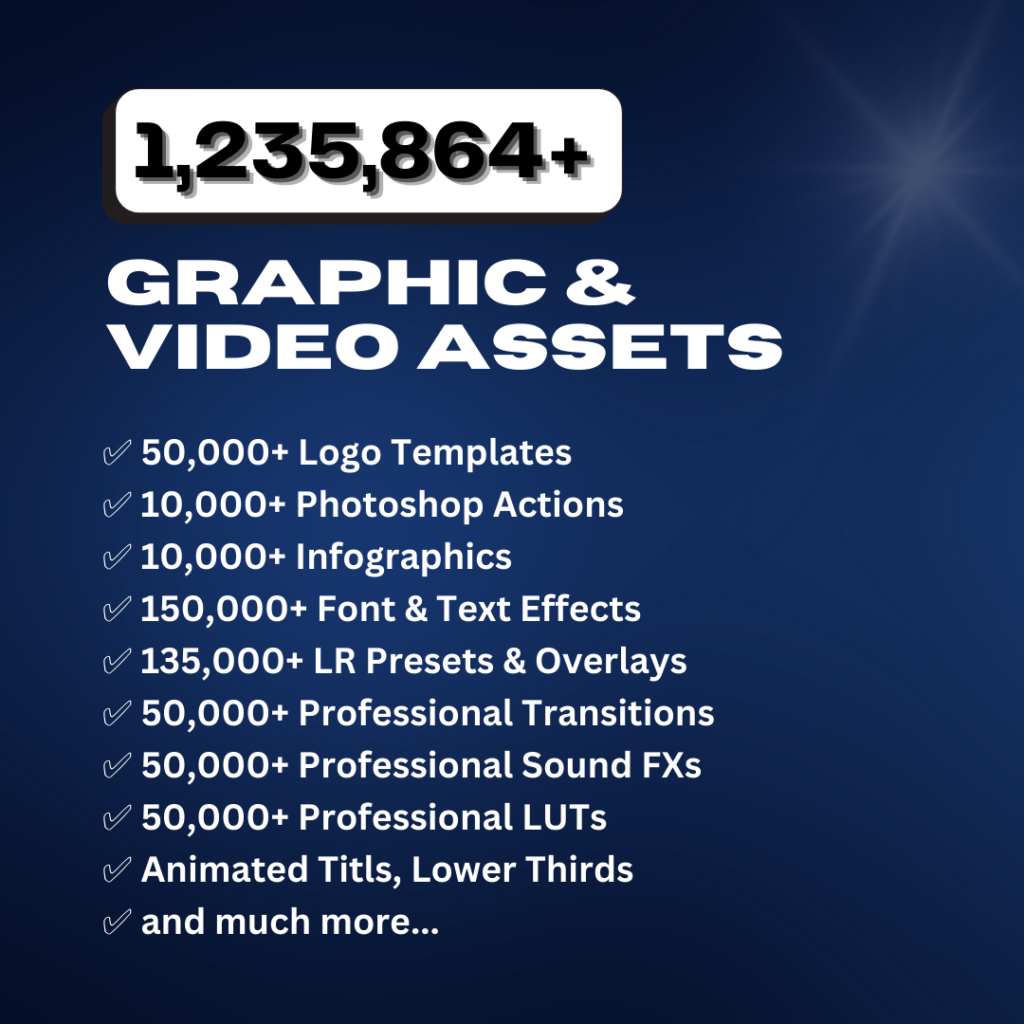 1,235,864+
GRAPHIC &
VIDEO ASSETS
✅ 50,000+ Logo Templates
✅ 10,000+ Photoshop Actions
✅ 10,000+ Infographics
✅ 150,000+ Font & Text Effects
✅ 135,000+ LR Presets & Overlays
✅ 50,000+ Professional Transitions
✅ 50,000+ Professional Sound FXs
✅ 50,000+ Professional LUTs
✅ Animated Titls, Lower Thirds
✅ and much more...